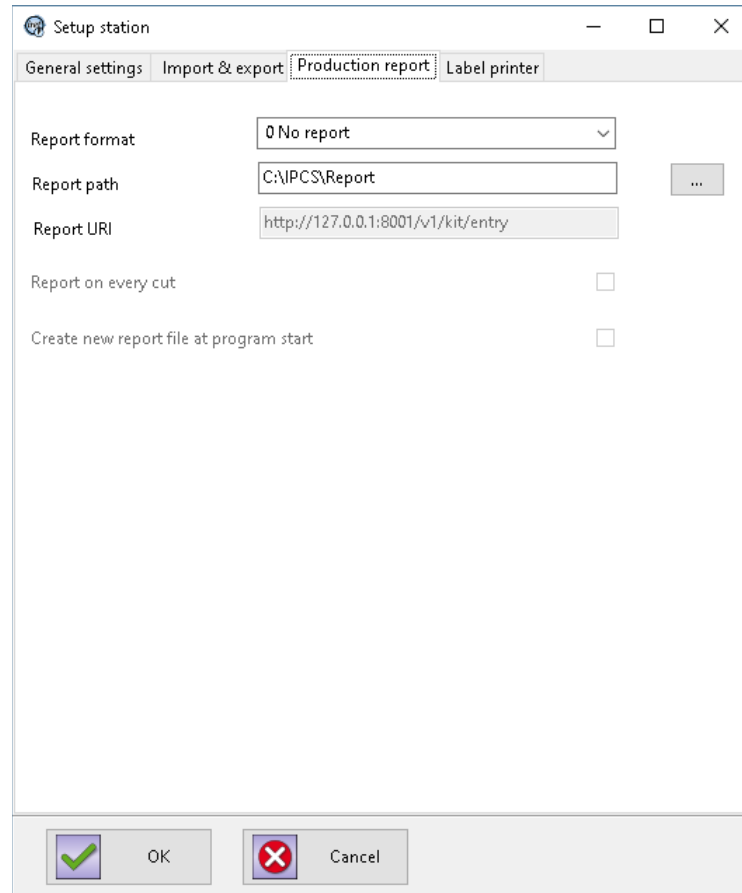 Setup station
General settings Import & export Production report Label printer
Report format 0 No report
Report path C:\IPCS\Report ...
Report URI http://127.0.0.1:8001/v1/kit/entry
Report on every cut
Create new report file at program start
OK Cancel